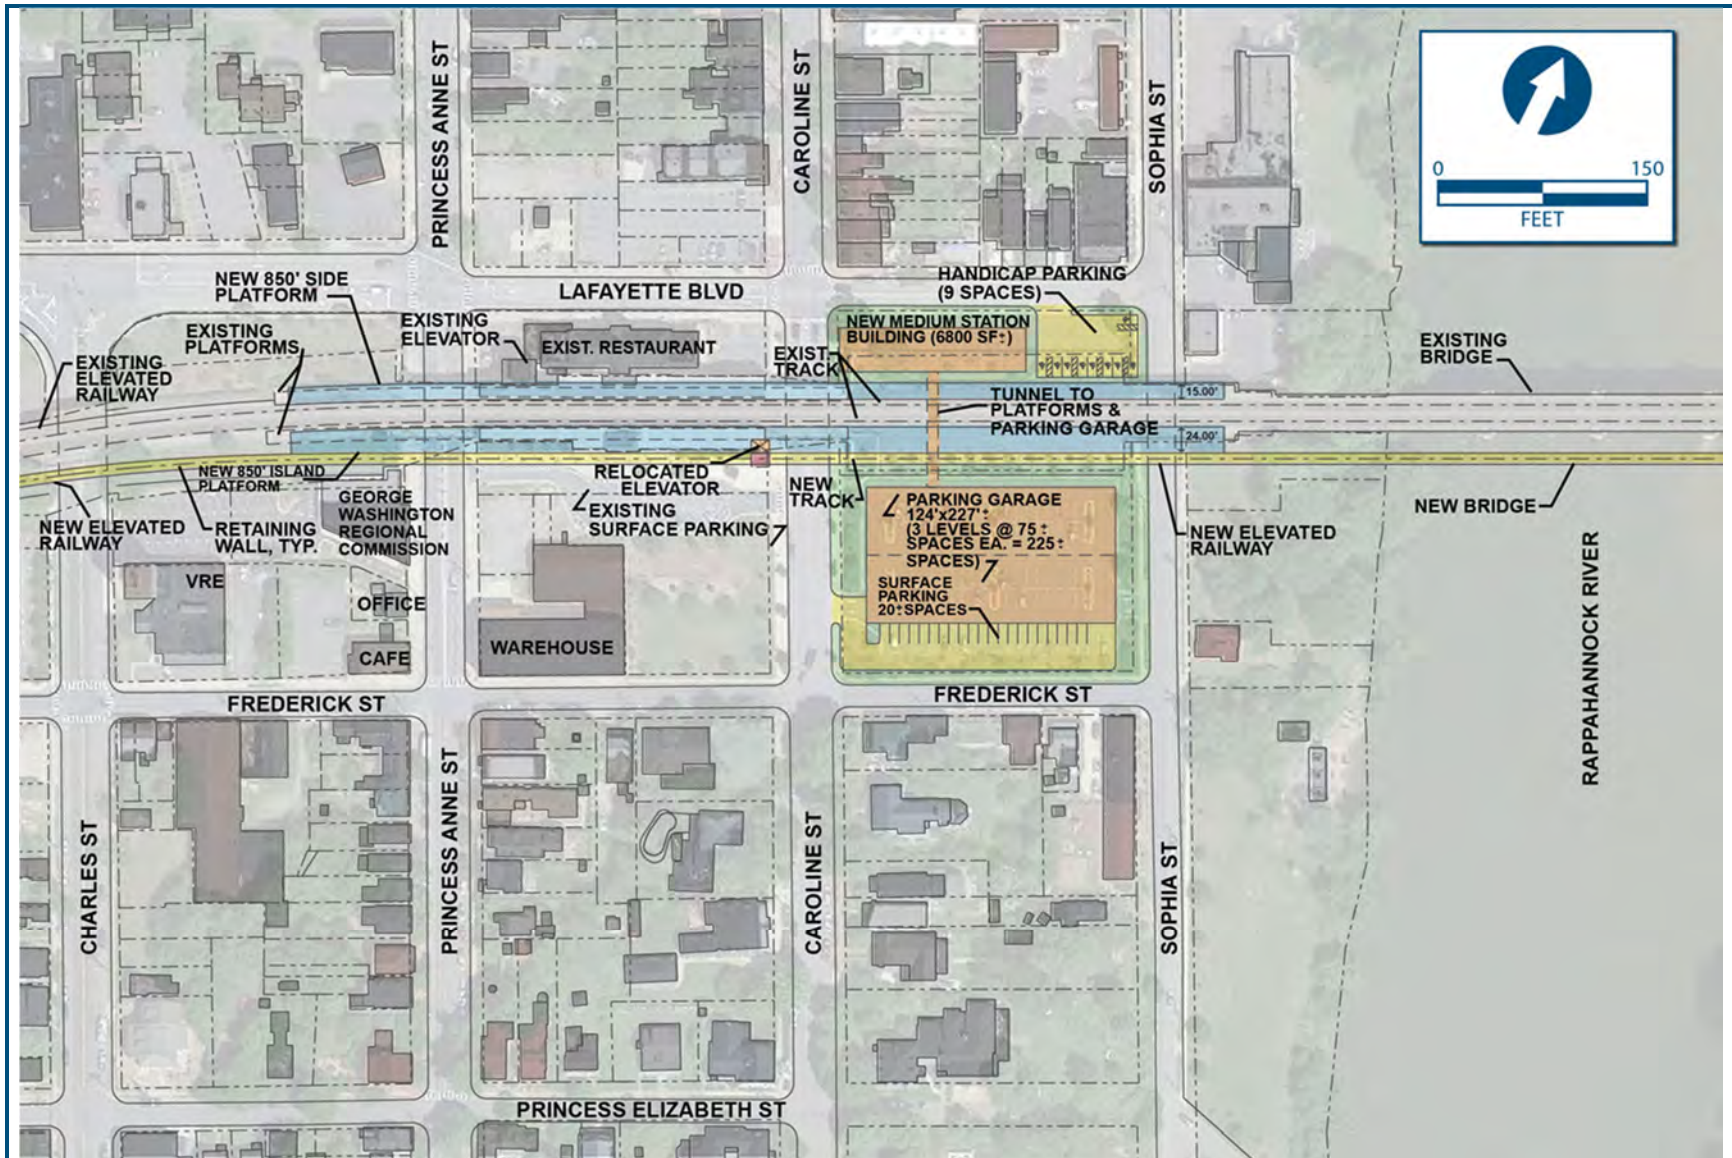 PRINCESS ANNE ST
CAROLINE ST
SOPHIA ST
0 150
FEET
NEW 850' SIDE
PLATFORM
LAFAYETTE BLVD
HANDICAP PARKING
(9 SPACES)
EXISTING
PLATFORMS
EXISTING
ELEVATOR
EXIST. RESTAURANT
NEW MEDIUM STATION
BUILDING (6800 SF±)
EXIST.
TRACK
EXISTING
BRIDGE
EXISTING
ELEVATED
RAILWAY
15.00'
TUNNEL TO
PLATFORMS &
PARKING GARAGE
24.00'
NEW 850' ISLAND
PLATFORM
RELOCATED
ELEVATOR
NEW
TRACK
NEW ELEVATED
RAILWAY
RETAINING
WALL, TYP.
GEORGE
WASHINGTON
REGIONAL
COMMISSION
EXISTING
SURFACE PARKING
PARKING GARAGE
124'x227'±
(3 LEVELS @ 75±
SPACES EA. = 225±
SPACES)
NEW ELEVATED
RAILWAY
NEW BRIDGE
SURFACE
PARKING
20±SPACES
VRE
OFFICE
CAFE
WAREHOUSE
RAPPAHANNOCK RIVER
FREDERICK ST
FREDERICK ST
CHARLES ST
PRINCESS ANNE ST
CAROLINE ST
SOPHIA ST
PRINCESS ELIZABETH ST